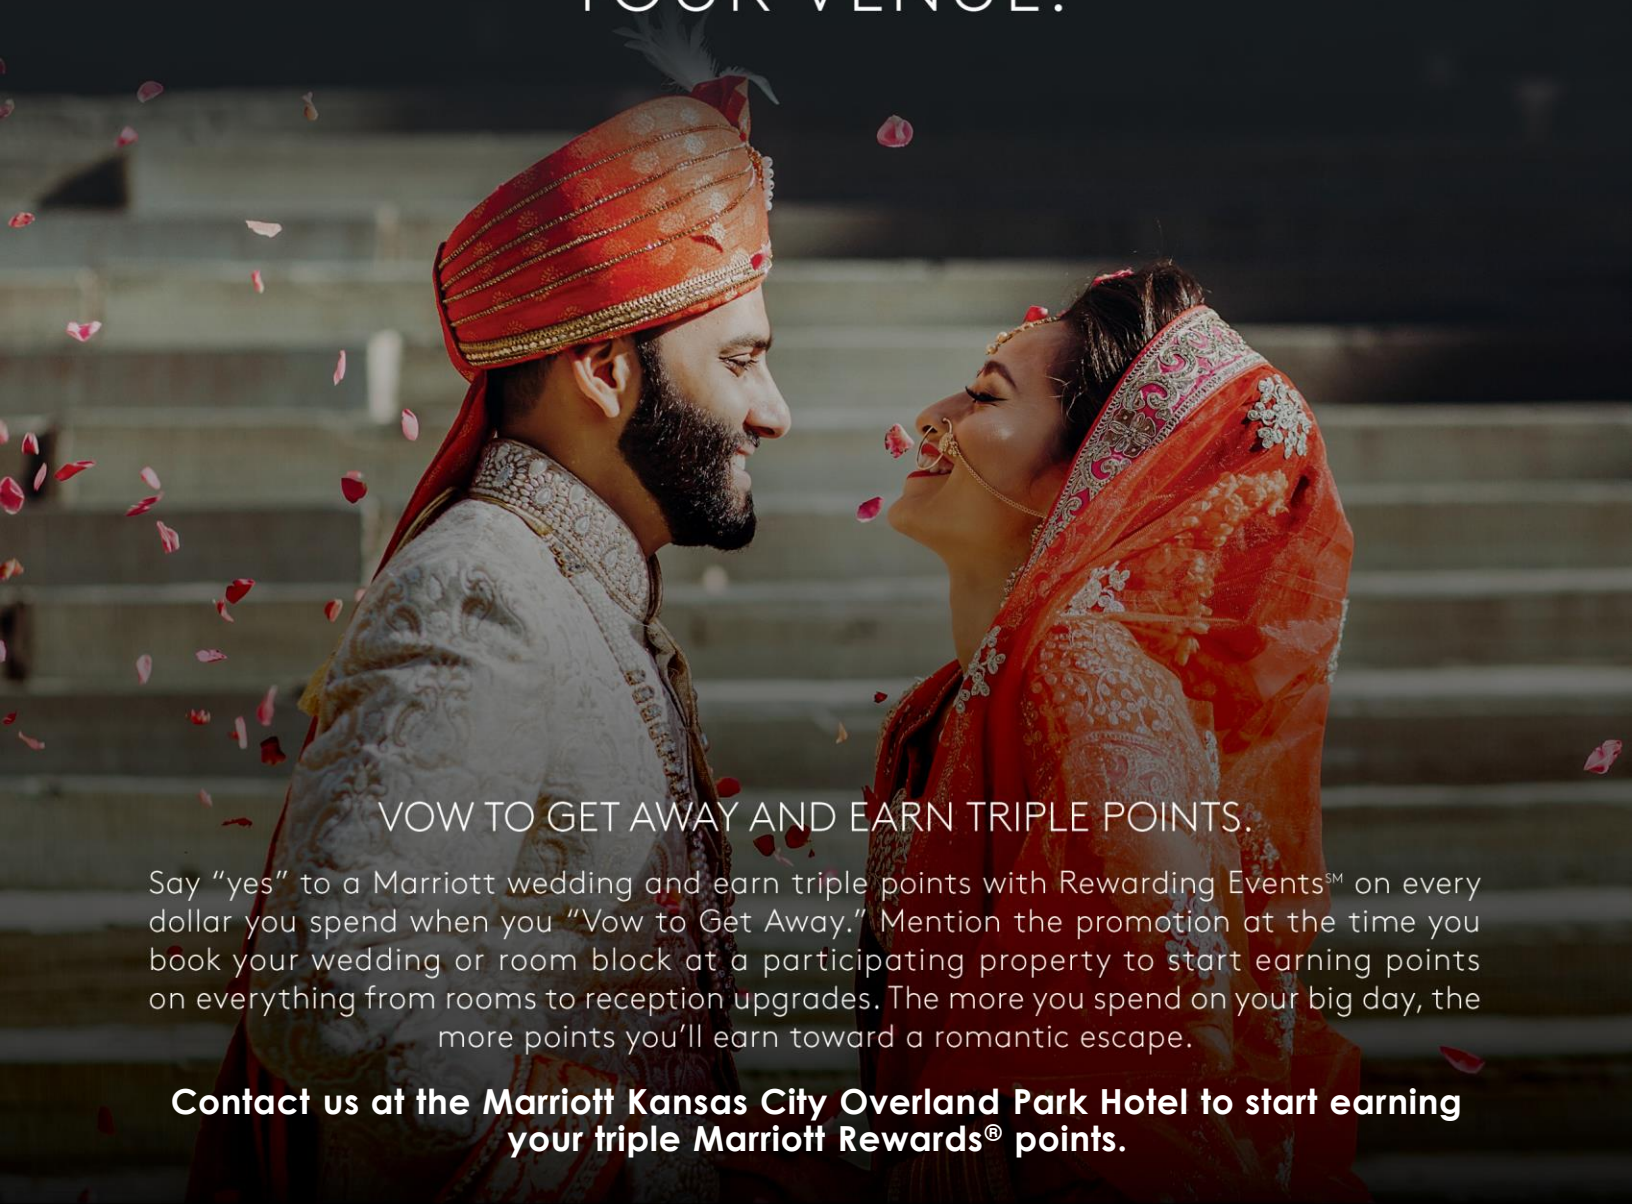 YOUR VENUE?
VOW TO GET AWAY AND EARN TRIPLE POINTS.
Say “yes” to a Marriott wedding and earn triple points with Rewarding Events℠ on every
dollar you spend when you “Vow to Get Away.” Mention the promotion at the time you
book your wedding or room block at a participating property to start earning points
on everything from rooms to reception upgrades. The more you spend on your big day, the
more points you’ll earn toward a romantic escape.
Contact us at the Marriott Kansas City Overland Park Hotel to start earning
your triple Marriott Rewards® points.